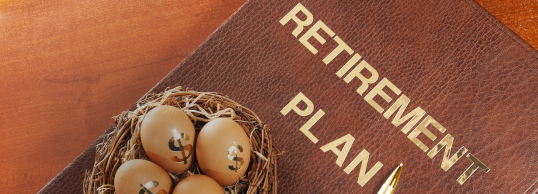 RETIREMENT
PLAN
$ $
$